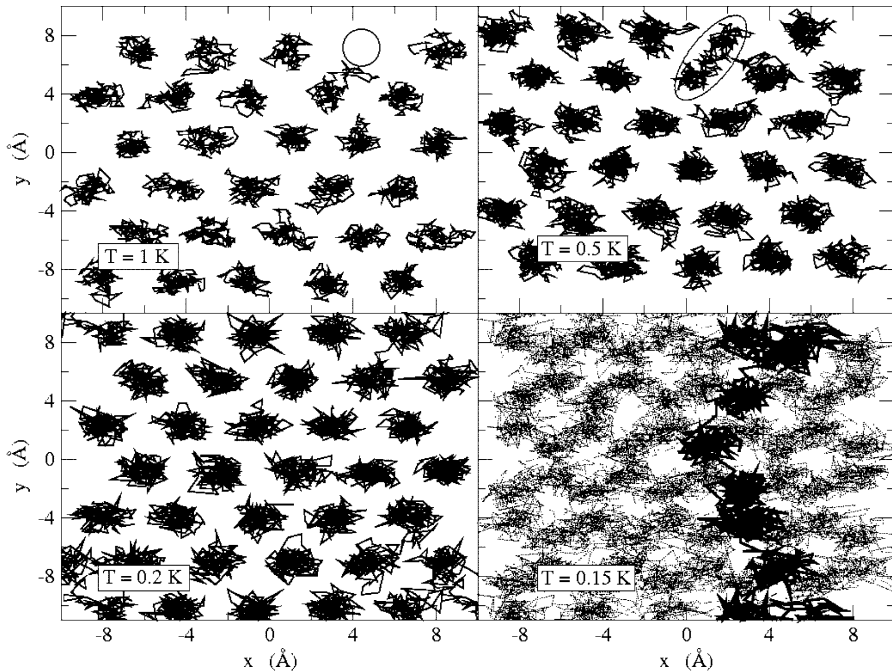 8
4
0
-4
-8
y (Å)
T = 1 K
T = 0.5 K
8
4
0
-4
-8
y (Å)
T = 0.2 K
T = 0.15 K
-8 -4 0 4 8 -8 -4 0 4 8
x (Å) x (Å)